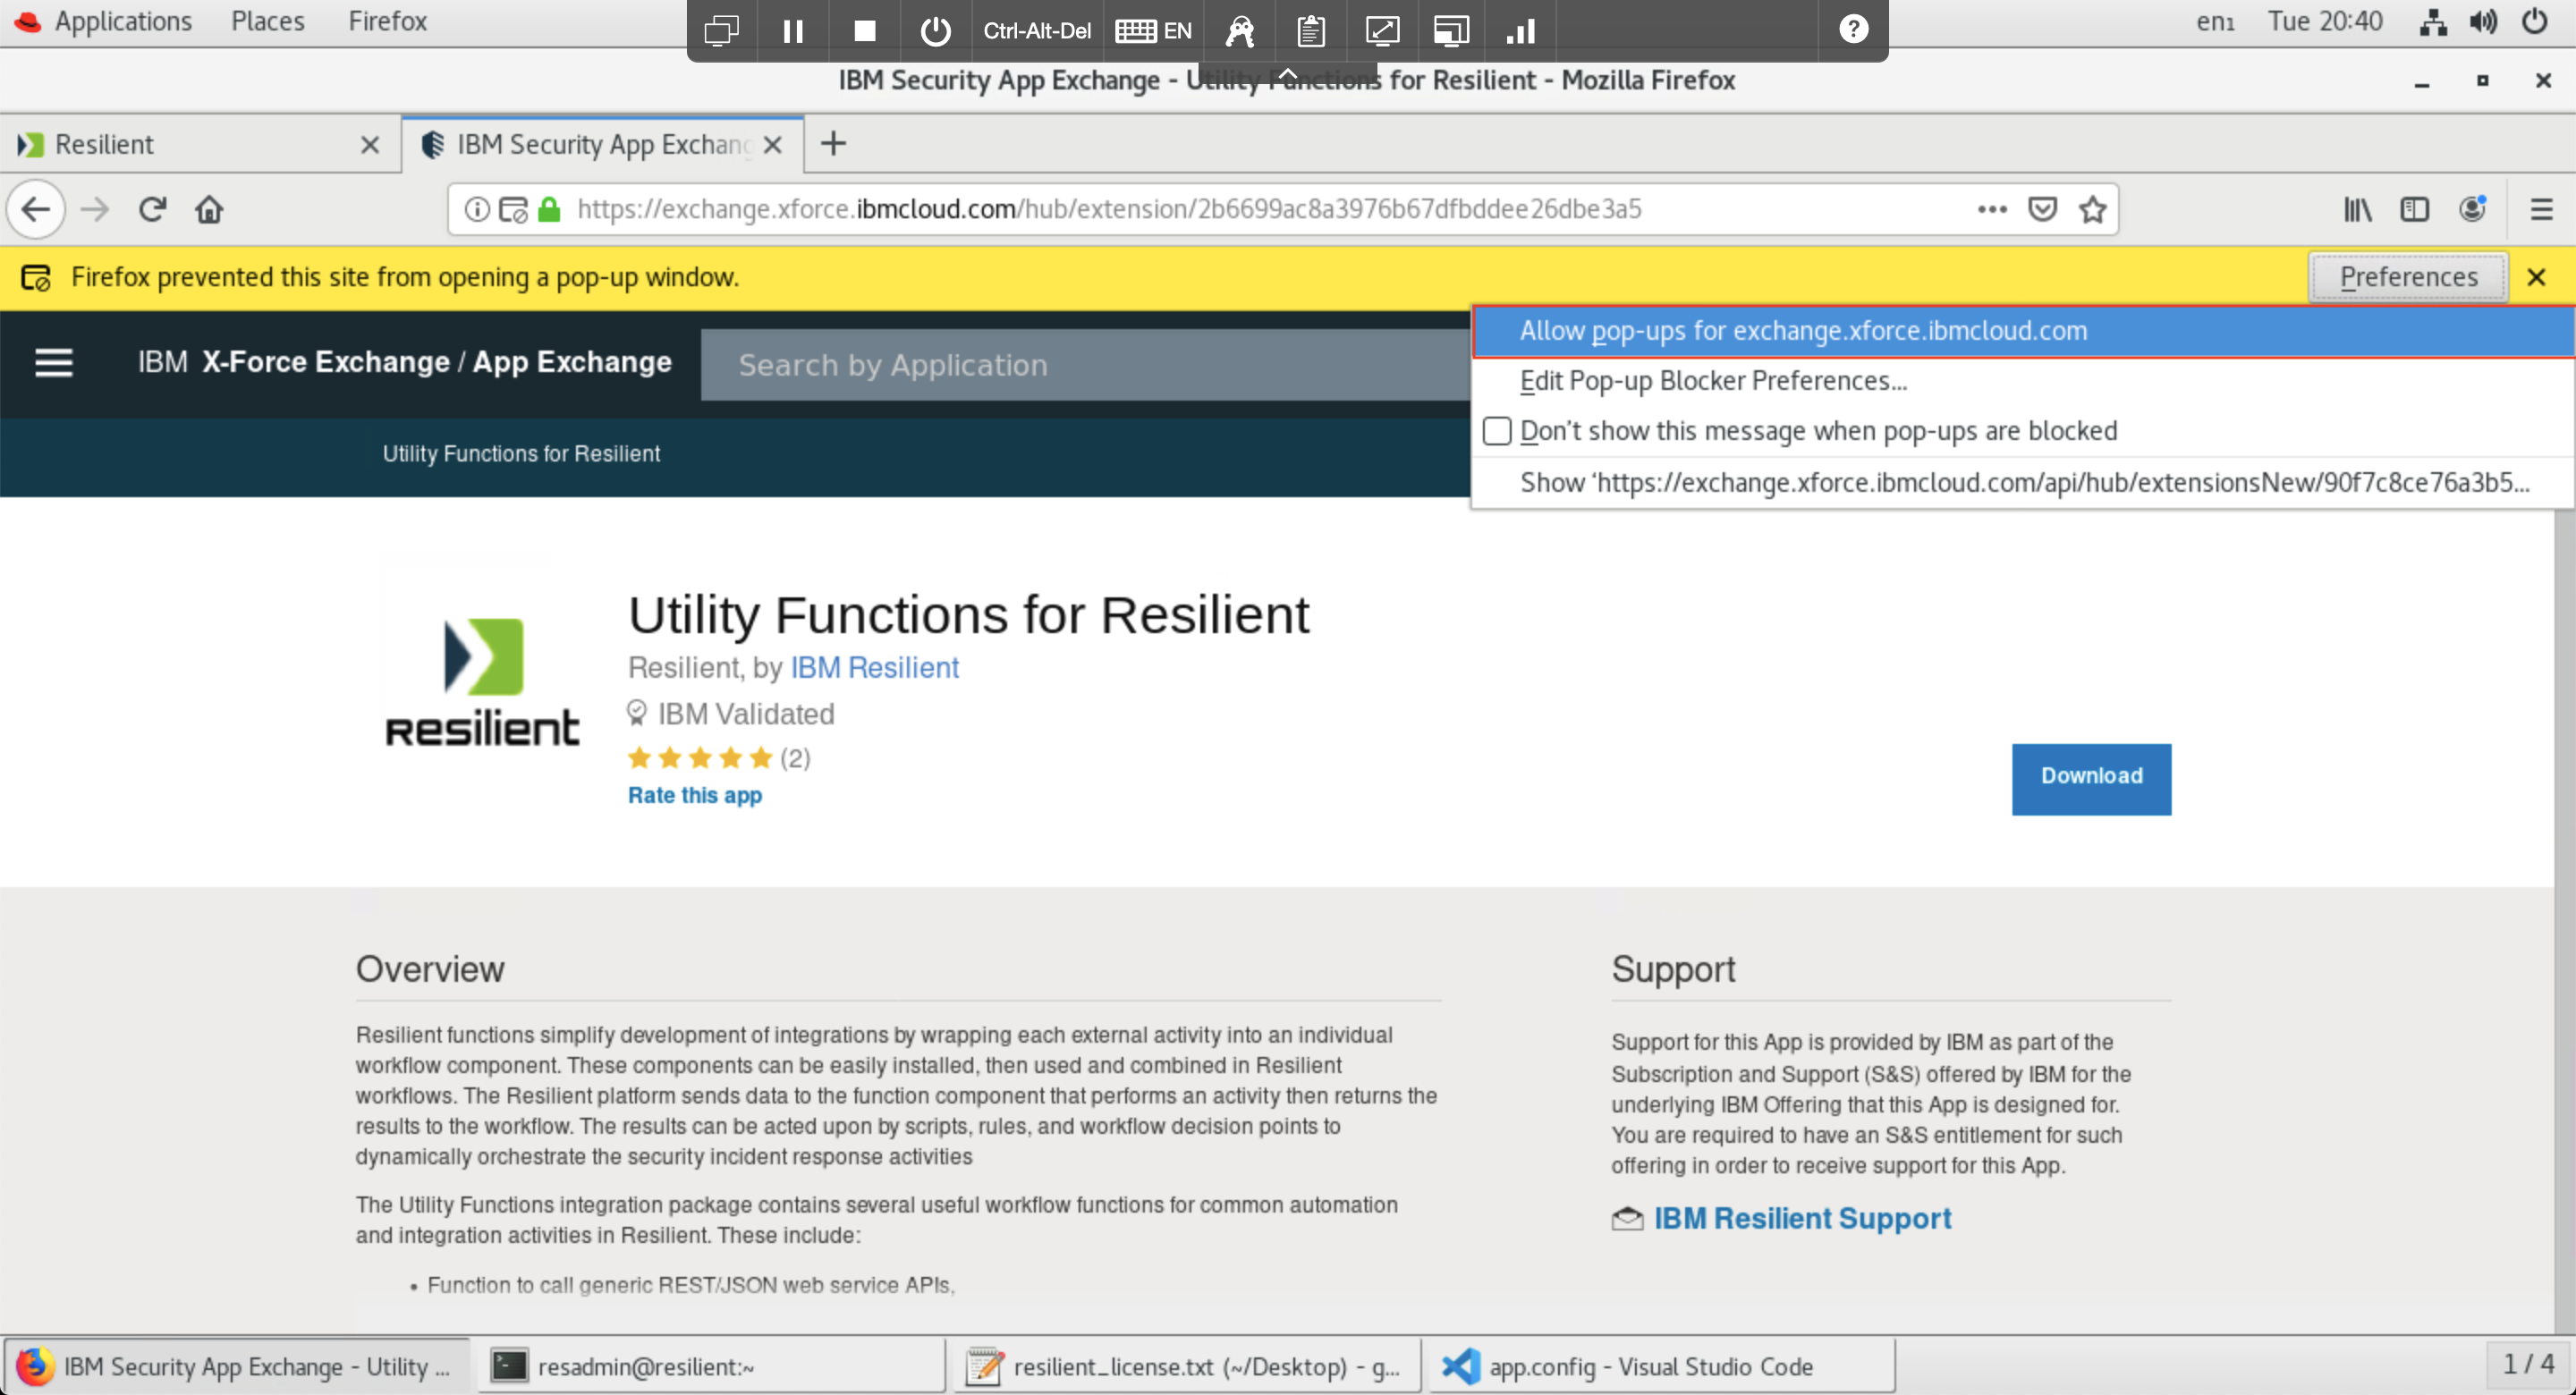 Applications Places Firefox
Ctrl-Alt-Del EN
en1 Tue 20:40
IBM Security App Exchange - Utility Functions for Resilient - Mozilla Firefox
Resilient
IBM Security App Exchang
https://exchange.xforce.ibmcloud.com/hub/extension/2b6699ac8a3976b67dfbddee26dbe3a5
Firefox prevented this site from opening a pop-up window.
Preferences
Allow pop-ups for exchange.xforce.ibmcloud.com
Edit Pop-up Blocker Preferences...
Don't show this message when pop-ups are blocked
Show ‘https://exchange.xforce.ibmcloud.com/api/hub/extensionsNew/90f7c8ce76a3b5...
IBM X-Force Exchange / App Exchange
Search by Application
Utility Functions for Resilient
resilient
Utility Functions for Resilient
Resilient, by IBM Resilient
IBM Validated
(2)
Rate this app
Download
Overview
Resilient functions simplify development of integrations by wrapping each external activity into an individual
workflow component. These components can be easily installed, then used and combined in Resilient
workflows. The Resilient platform sends data to the function component that performs an activity then returns the
results to the workflow. The results can be acted upon by scripts, rules, and workflow decision points to
dynamically orchestrate the security incident response activities
The Utility Functions integration package contains several useful workflow functions for common automation
and integration activities in Resilient. These include:
• Function to call generic REST/JSON web service APIs,
Support
Support for this App is provided by IBM as part of the
Subscription and Support (S&S) offered by IBM for the
underlying IBM Offering that this App is designed for.
You are required to have an S&S entitlement for such
offering in order to receive support for this App.
IBM Resilient Support
IBM Security App Exchange - Utility ...
resadmin@resilient:~
resilient_license.txt (~/Desktop) - g...
app.config - Visual Studio Code
1 / 4